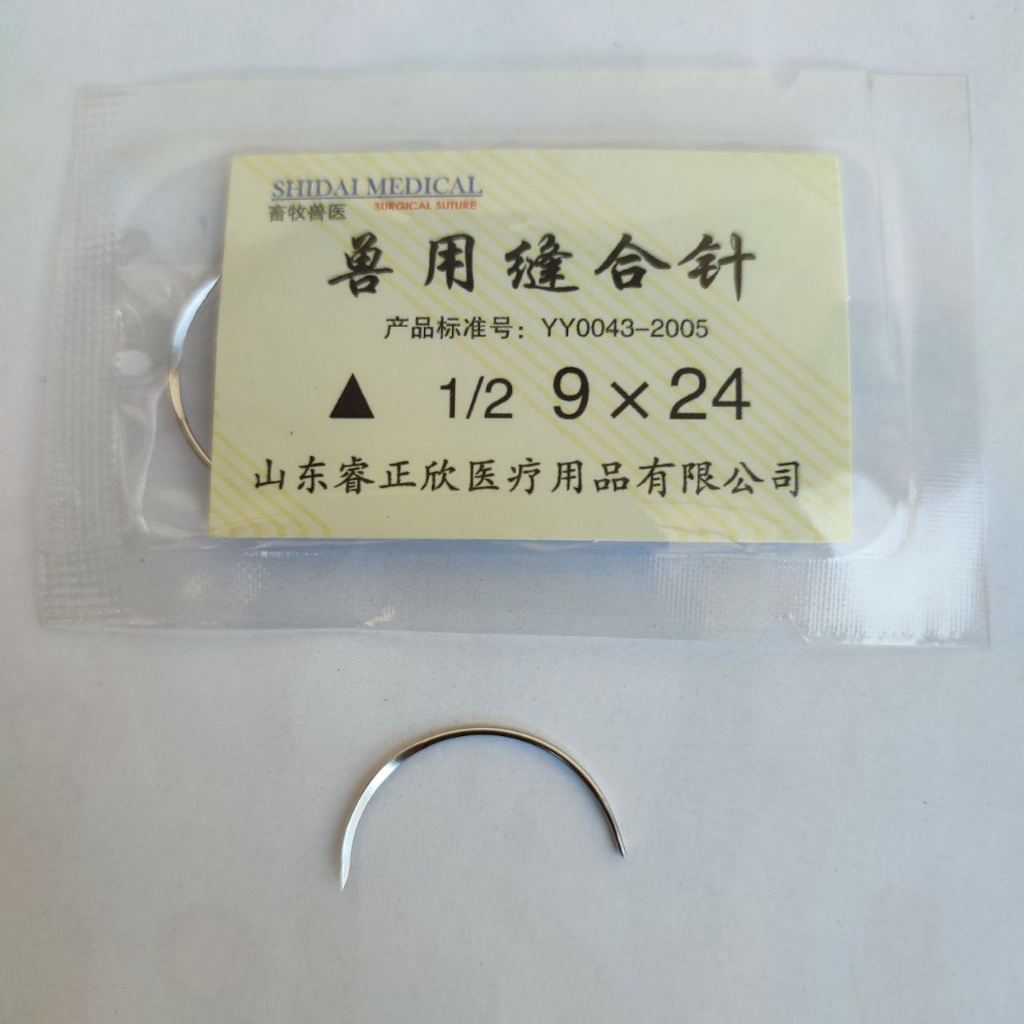 SHIDAI MEDICAL
畜牧兽医 SURGICAL SUTURE
兽用缝合针
产品标准号：YY0043-2005
▲ 1/2 9×24
山东睿正欣医疗用品有限公司